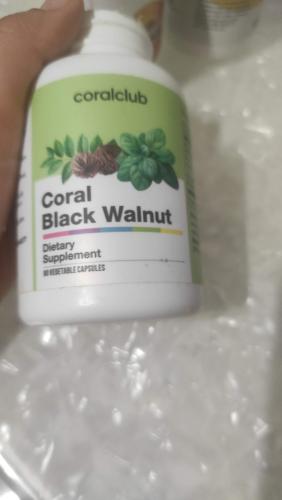 coralclub
Coral
Black Walnut
Dietary
Supplement
90 VEGETABLE CAPSULES